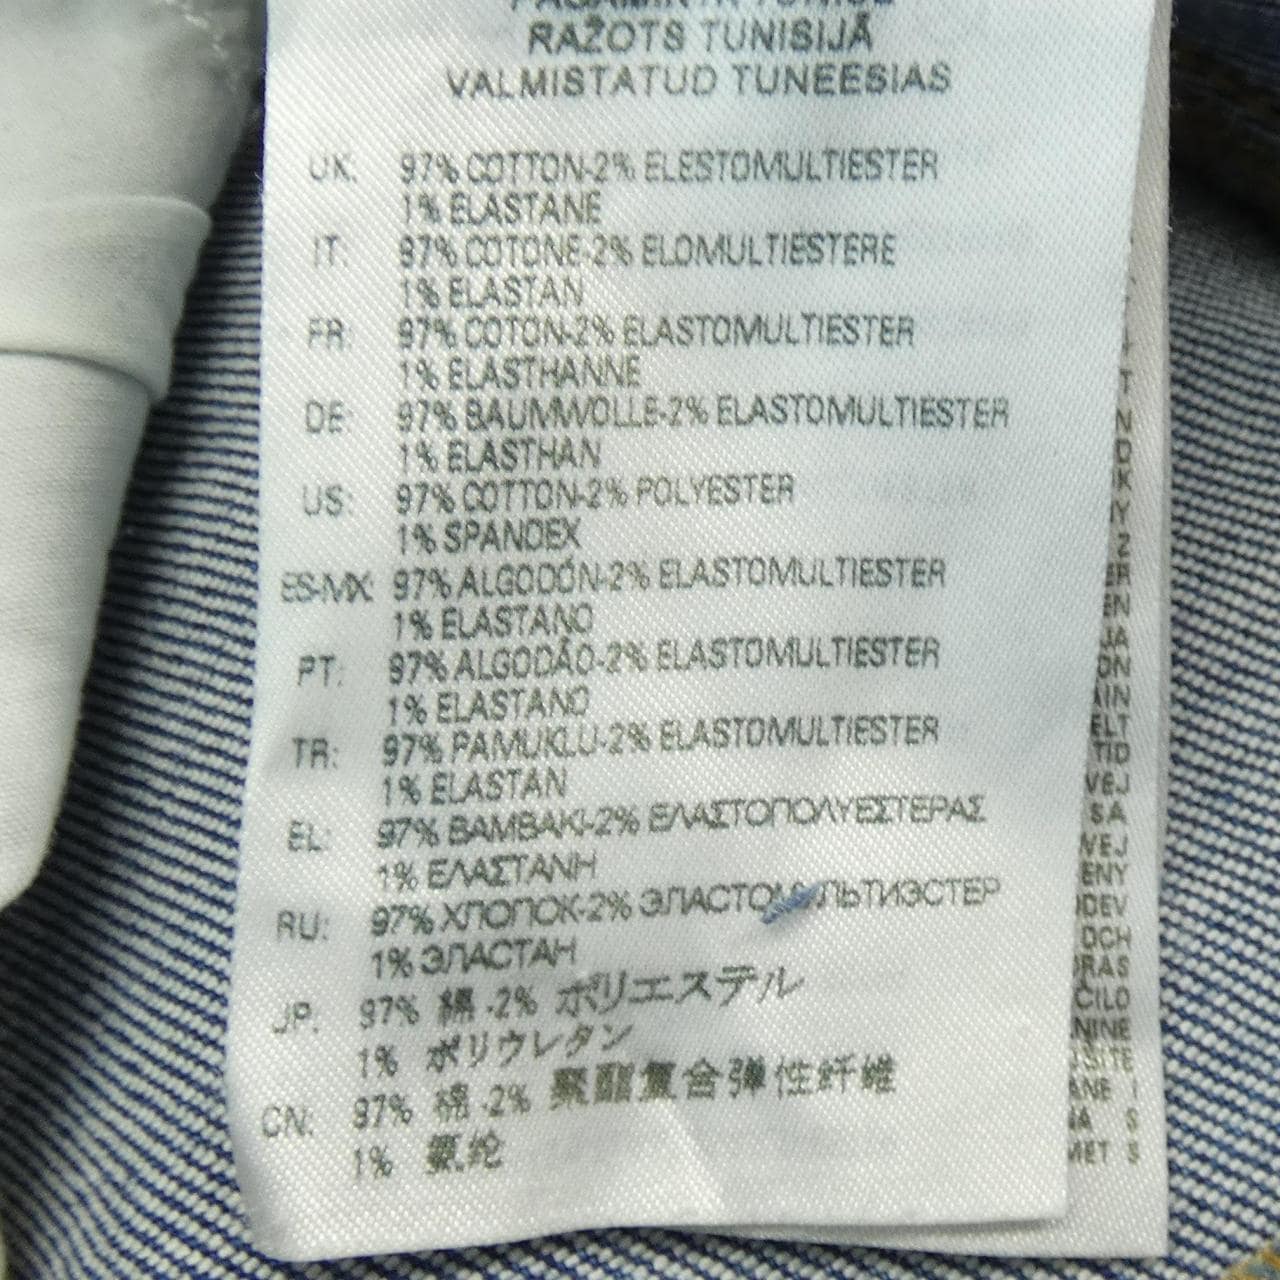 RAŽOTS TUNISIJĀ
VALMISTATUD TUNEESIAS
UK: 97% COTTON-2% ELESTOMULTIESTER
1% ELASTANE
IT: 97% COTONE-2% ELOMULTIESTERE
1% ELASTAN
FR: 97% COTON-2% ELASTOMULTIESTER
1% ELASTHANNE
DE: 97% BAUMWOLLE-2% ELASTOMULTIESTER
1% ELASTHAN
US: 97% COTTON-2% POLYESTER
1% SPANDEX
ES-MX: 97% ALGODÓN-2% ELASTOMULTIESTER
1% ELASTANO
PT: 97% ALGODÃO-2% ELASTOMULTIESTER
1% ELASTANO
TR: 97% PAMUKLU-2% ELASTOMULTIESTER
1% ELASTAN
EL: 97% BAMBAKI-2% ΕΛΑΣΤΟΠΟΛΥΕΣΤΕΡΑΣ
1% ΕΛΑΣΤΑΝΗ
RU: 97% ХЛОПОК-2% ЭЛАСТОМУЛЬТИЭСТЕР
1% ЭЛАСТАН
JP: 97% 綿 -2% ポリエステル
1% ポリウレタン
CN: 97% 棉 -2% 聚酯复合弹性纤维
1% 氨纶